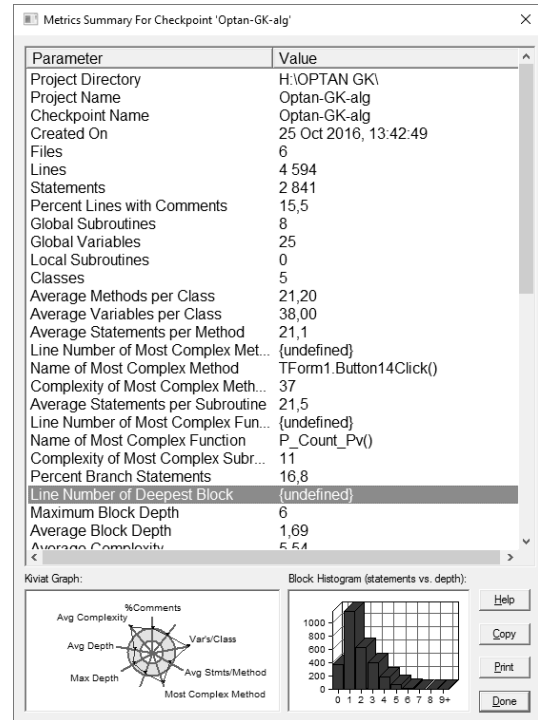 Metrics Summary For Checkpoint 'Optan-GK-alg'
Parameter Value
Project Directory H:\OPTAN GK\
Project Name Optan-GK-alg
Checkpoint Name Optan-GK-alg
Created On 25 Oct 2016, 13:42:49
Files 6
Lines 4 594
Statements 2 841
Percent Lines with Comments 15,5
Global Subroutines 8
Global Variables 25
Local Subroutines 0
Classes 5
Average Methods per Class 21,20
Average Variables per Class 38,00
Average Statements per Method 21,1
Line Number of Most Complex Met... {undefined}
Name of Most Complex Method TForm1.Button14Click()
Complexity of Most Complex Meth... 37
Average Statements per Subroutine 21,5
Line Number of Most Complex Fun... {undefined}
Name of Most Complex Function P_Count_Pv()
Complexity of Most Complex Subr... 11
Percent Branch Statements 16,8
Line Number of Deepest Block {undefined}
Maximum Block Depth 6
Average Block Depth 1,69
Average Complexity 5,54
Kiviat Graph:
%Comments
Avg Complexity
Var's/Class
Avg Depth
Avg Stmts/Method
Max Depth
Most Complex Method
Block Histogram (statements vs. depth):
1000
800
600
400
200
0
0 1 2 3 4 5 6 7 8 9+
Help
Copy
Print
Done